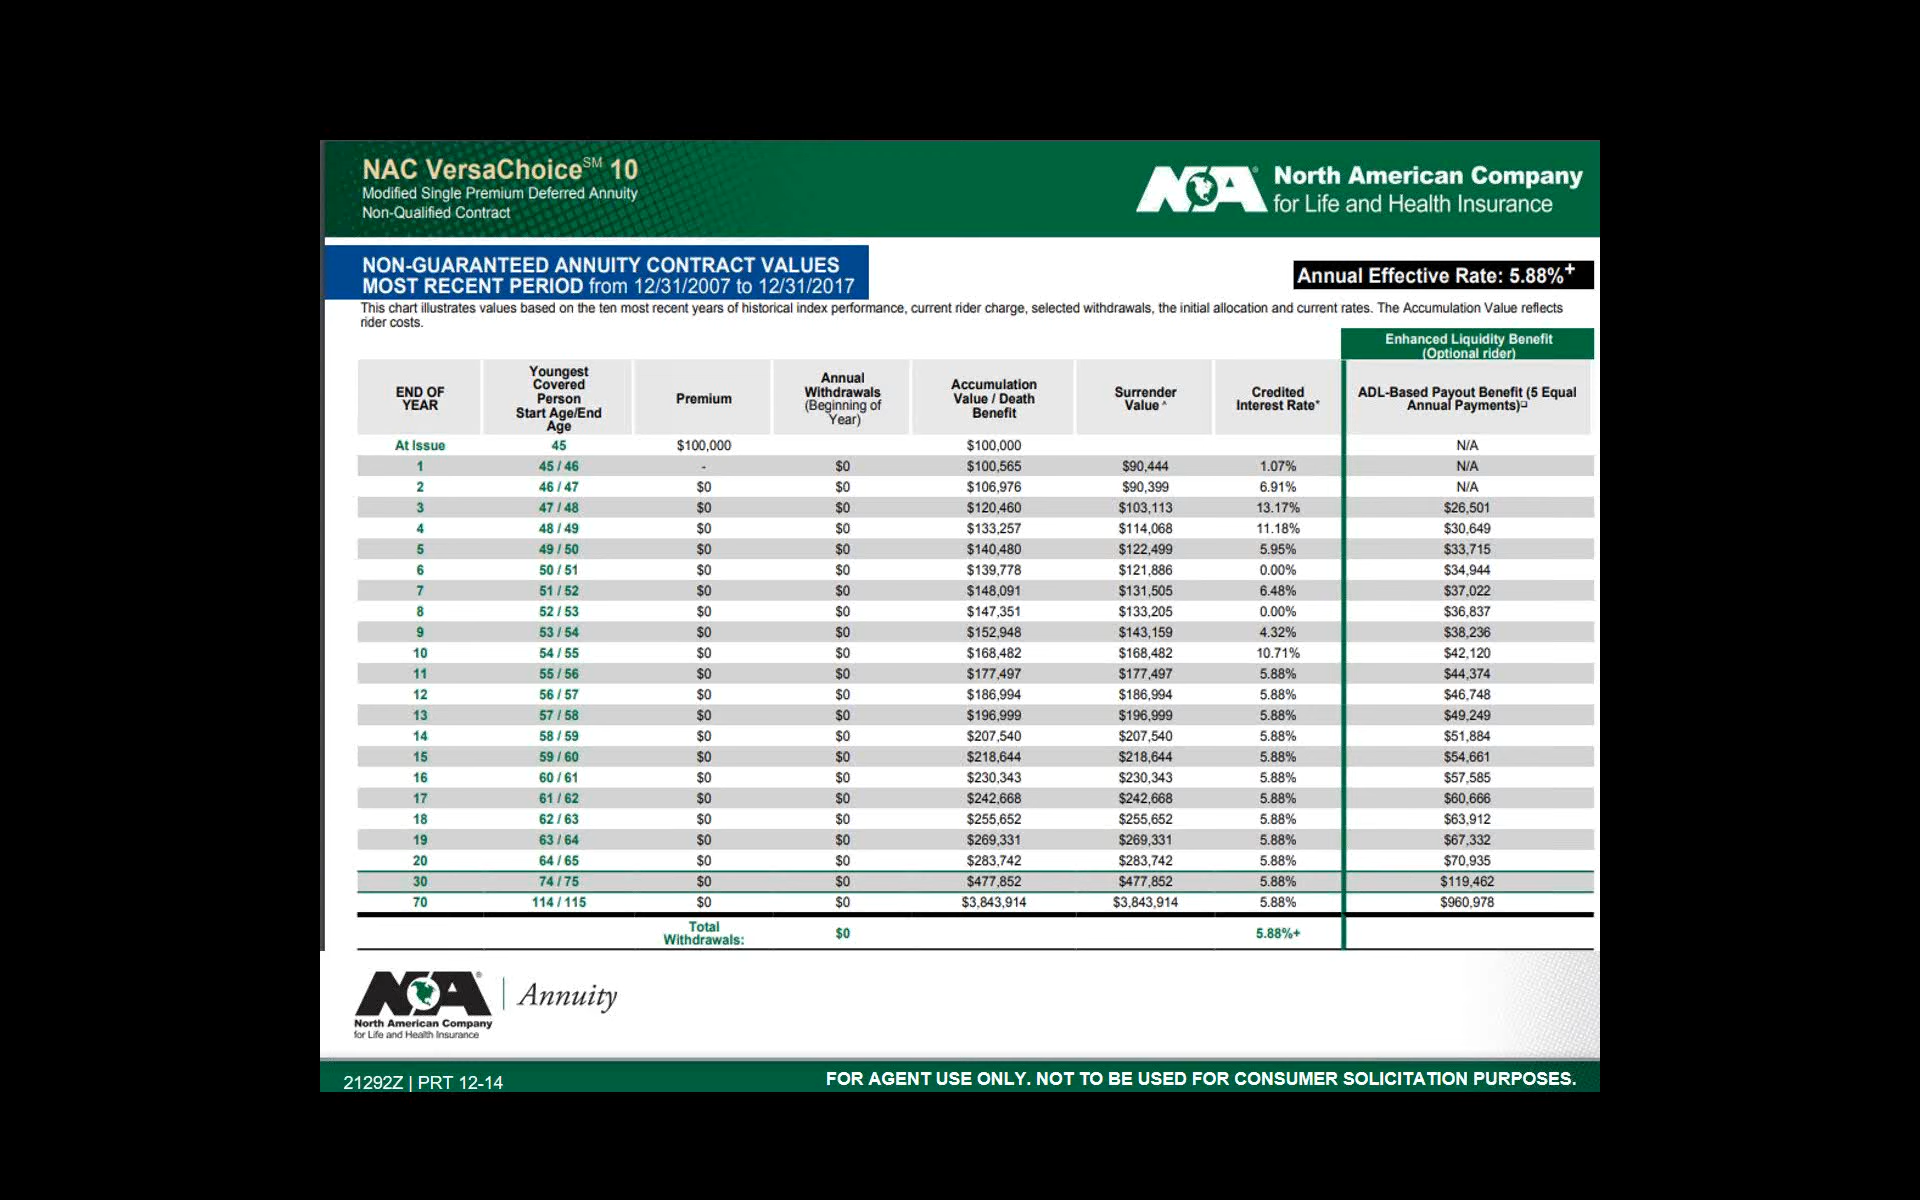 NAC VersaChoice℠ 10
Modified Single Premium Deferred Annuity
Non-Qualified Contract
NA®
North American Company
for Life and Health Insurance
NON-GUARANTEED ANNUITY CONTRACT VALUES
MOST RECENT PERIOD from 12/31/2007 to 12/31/2017
Annual Effective Rate: 5.88%+
This chart illustrates values based on the ten most recent years of historical index performance, current rider charge, selected withdrawals, the initial allocation and current rates. The Accumulation Value reflects
rider costs.
Enhanced Liquidity Benefit
(Optional rider)
END OF
YEAR
Youngest
Covered
Person
Start Age/End
Age
Premium
Annual
Withdrawals
(Beginning of
Year)
Accumulation
Value / Death
Benefit
Surrender
Value ^
Credited
Interest Rate*
ADL-Based Payout Benefit (5 Equal
Annual Payments)❑
At Issue 45 $100,000 $100,000 N/A
1 45 / 46 - $0 $100,565 $90,444 1.07% N/A
2 46 / 47 $0 $0 $106,976 $90,399 6.91% N/A
3 47 / 48 $0 $0 $120,460 $103,113 13.17% $26,501
4 48 / 49 $0 $0 $133,257 $114,068 11.18% $30,649
5 49 / 50 $0 $0 $140,480 $122,499 5.95% $33,715
6 50 / 51 $0 $0 $139,778 $121,886 0.00% $34,944
7 51 / 52 $0 $0 $148,091 $131,505 6.48% $37,022
8 52 / 53 $0 $0 $147,351 $133,205 0.00% $36,837
9 53 / 54 $0 $0 $152,948 $143,159 4.32% $38,236
10 54 / 55 $0 $0 $168,482 $168,482 10.71% $42,120
11 55 / 56 $0 $0 $177,497 $177,497 5.88% $44,374
12 56 / 57 $0 $0 $186,994 $186,994 5.88% $46,748
13 57 / 58 $0 $0 $196,999 $196,999 5.88% $49,249
14 58 / 59 $0 $0 $207,540 $207,540 5.88% $51,884
15 59 / 60 $0 $0 $218,644 $218,644 5.88% $54,661
16 60 / 61 $0 $0 $230,343 $230,343 5.88% $57,585
17 61 / 62 $0 $0 $242,668 $242,668 5.88% $60,666
18 62 / 63 $0 $0 $255,652 $255,652 5.88% $63,912
19 63 / 64 $0 $0 $269,331 $269,331 5.88% $67,332
20 64 / 65 $0 $0 $283,742 $283,742 5.88% $70,935
30 74 / 75 $0 $0 $477,852 $477,852 5.88% $119,462
70 114 / 115 $0 $0 $3,843,914 $3,843,914 5.88% $960,978
Total
Withdrawals: $0 5.88%+
NA®
North American Company
for Life and Health Insurance
Annuity
21292Z | PRT 12-14
FOR AGENT USE ONLY. NOT TO BE USED FOR CONSUMER SOLICITATION PURPOSES.